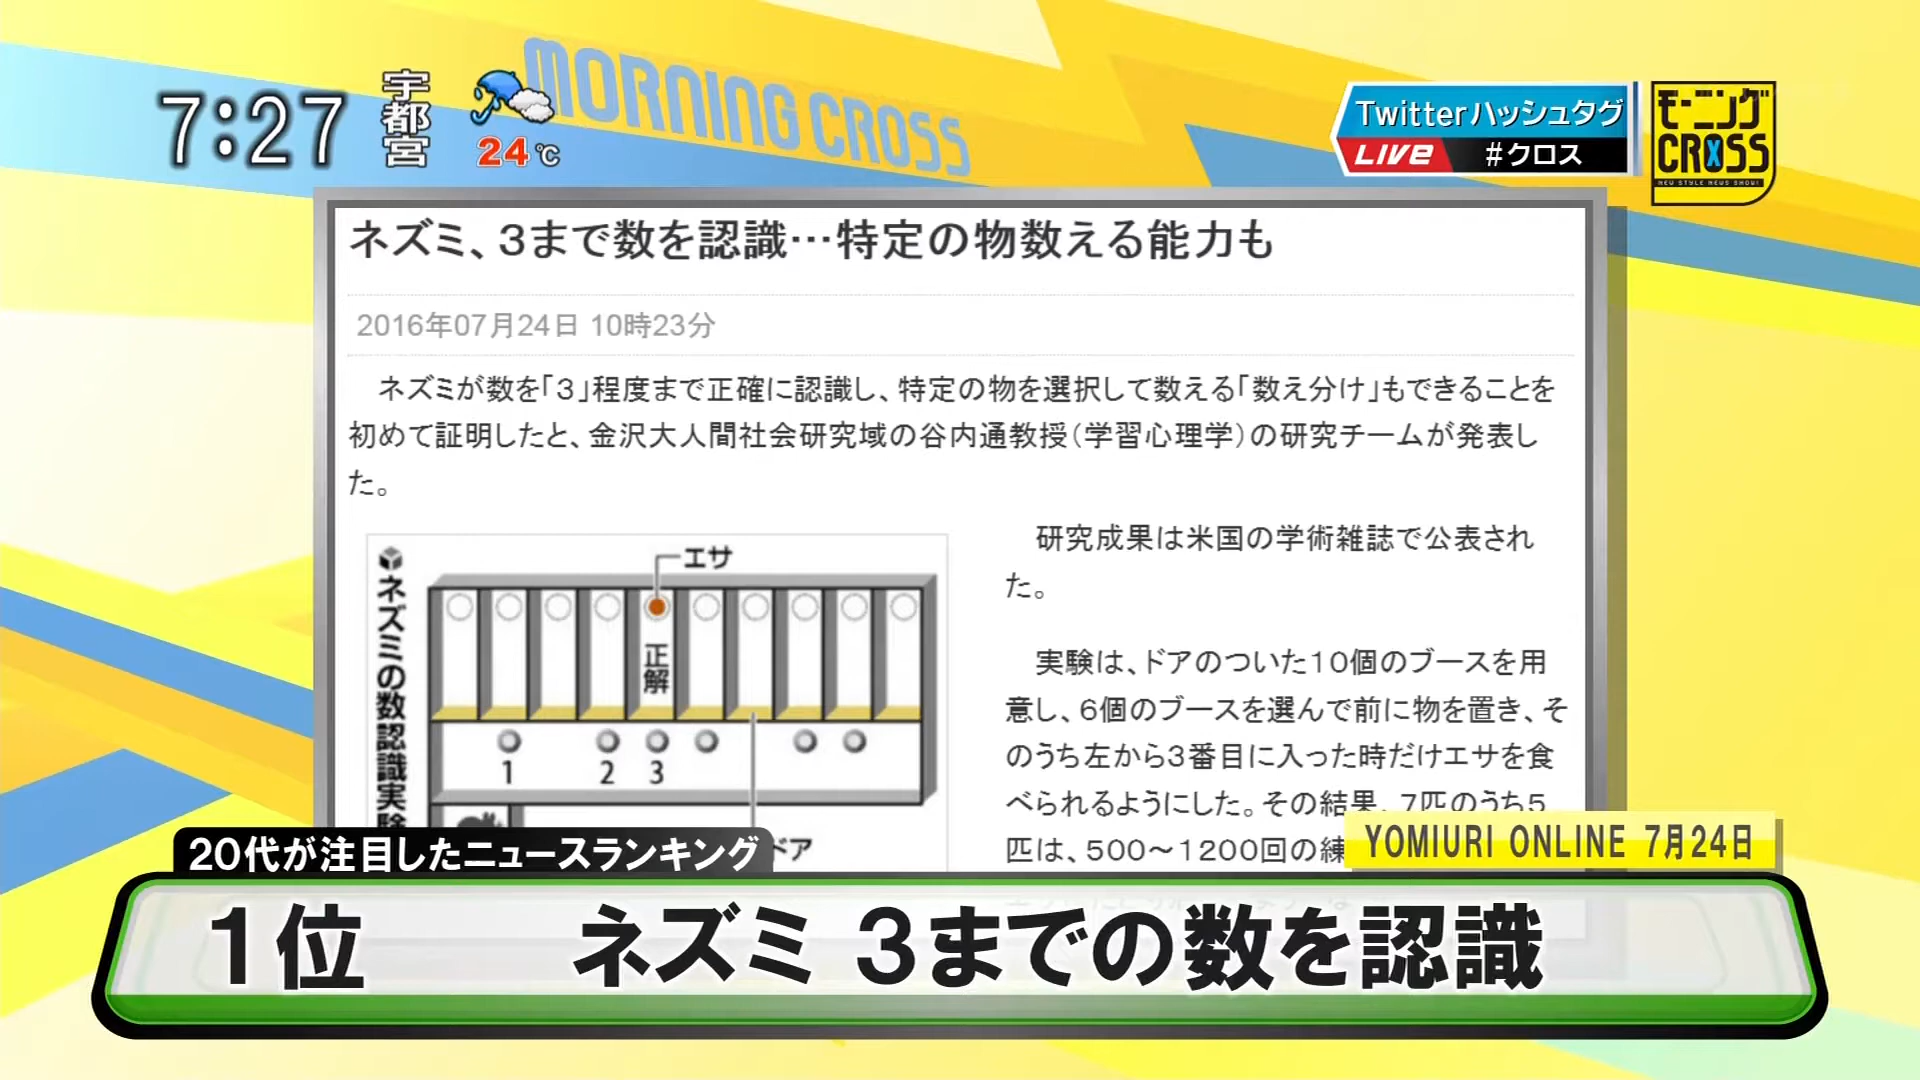 7:27
宇都宮
24℃
MORNING CROSS
Twitterハッシュタグ
LIVE #クロス
モーニング
CROSS
NEW STYLE NEWS SHOW!
ネズミ、3まで数を認識…特定の物数える能力も
2016年07月24日 10時23分
ネズミが数を「3」程度まで正確に認識し、特定の物を選択して数える「数え分け」もできることを
初めて証明したと、金沢大人間社会研究域の谷内通教授(学習心理学)の研究チームが発表し
た。
ネズミの数認識実験
エサ
正解
1 2 3
ドア
研究成果は米国の学術雑誌で公表され
た。
実験は、ドアのついた10個のブースを用
意し、6個のブースを選んで前に物を置き、そ
のうち左から3番目に入った時だけエサを食
べられるようにした。その結果、7匹のうち5
匹は、500～1200回の練
YOMIURI ONLINE 7月24日
20代が注目したニュースランキング
1位 ネズミ 3までの数を認識